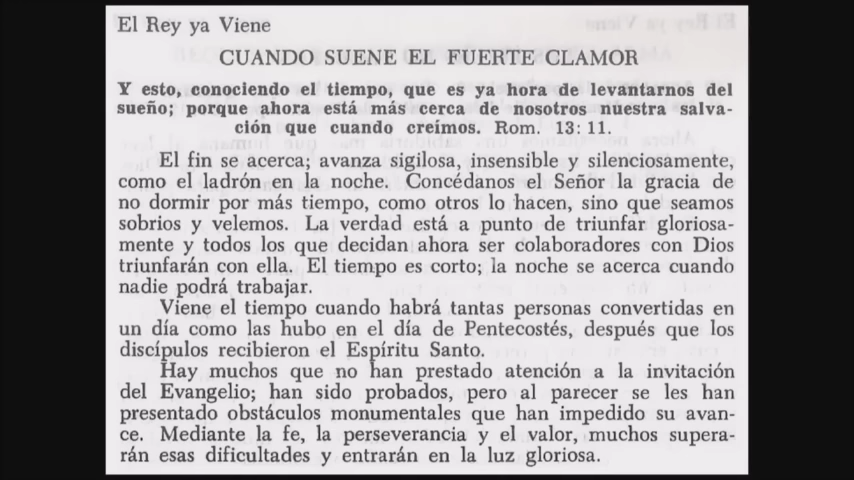 El Rey ya Viene
CUANDO SUENE EL FUERTE CLAMOR
Y esto, conociendo el tiempo, que es ya hora de levantarnos del
sueño; porque ahora está más cerca de nosotros nuestra salva-
ción que cuando creímos. Rom. 13: 11.
El fin se acerca; avanza sigilosa, insensible y silenciosamente,
como el ladrón en la noche. Concédanos el Señor la gracia de
no dormir por más tiempo, como otros lo hacen, sino que seamos
sobrios y velemos. La verdad está a punto de triunfar gloriosa-
mente y todos los que decidan ahora ser colaboradores con Dios
triunfarán con ella. El tiempo es corto; la noche se acerca cuando
nadie podrá trabajar.
Viene el tiempo cuando habrá tantas personas convertidas en
un día como las hubo en el día de Pentecostés, después que los
discípulos recibieron el Espíritu Santo.
Hay muchos que no han prestado atención a la invitación
del Evangelio; han sido probados, pero al parecer se les han
presentado obstáculos monumentales que han impedido su avan-
ce. Mediante la fe, la perseverancia y el valor, muchos supera-
rán esas dificultades y entrarán en la luz gloriosa.